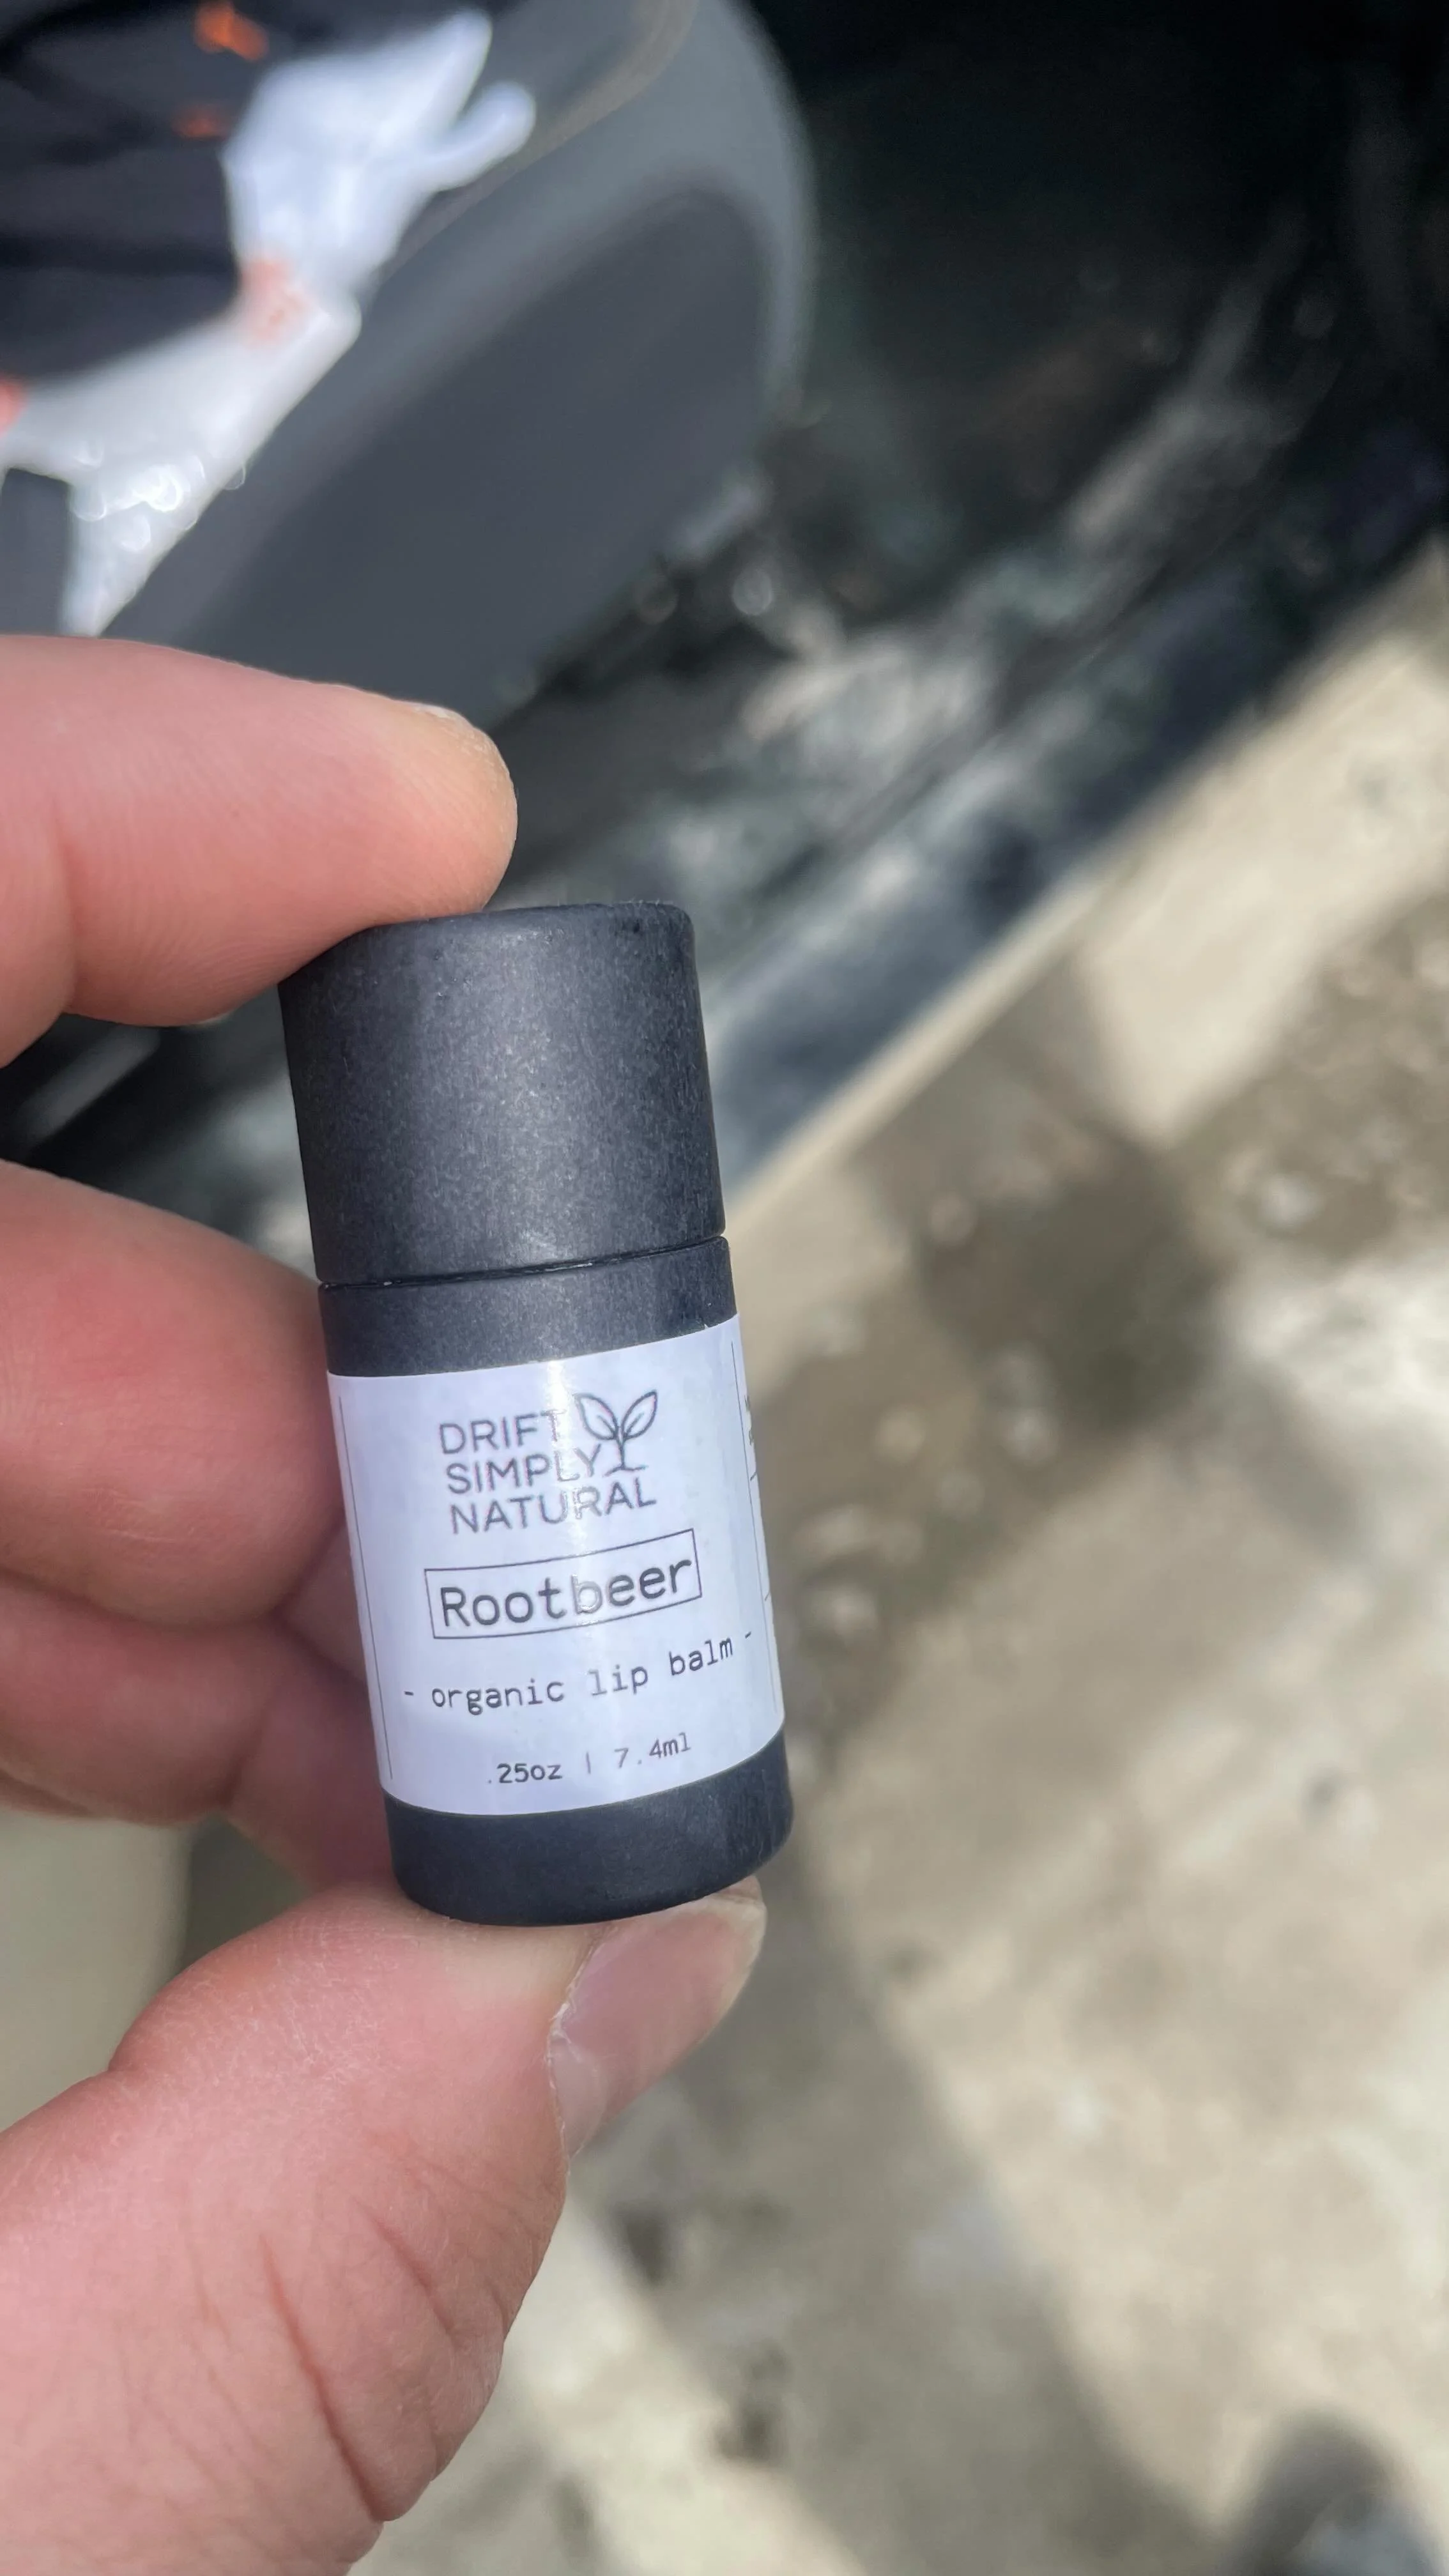 DRIFT
SIMPLY
NATURAL
Rootbeer
- organic lip balm -
.25oz | 7.4ml